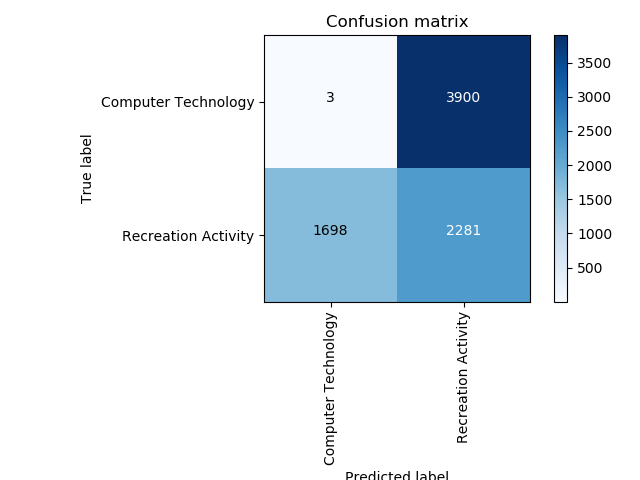 Confusion matrix
True label
Computer Technology
3
3900
Recreation Activity
1698
2281
Computer Technology
Recreation Activity
Predicted label
3500
3000
2500
2000
1500
1000
500